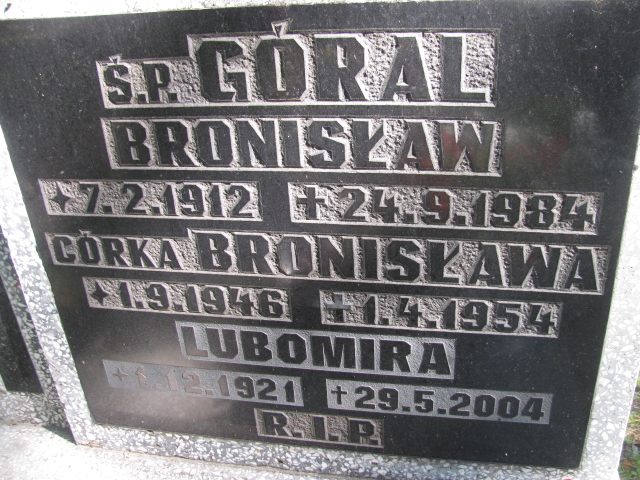 Ś.P. GÓRAL
BRONISŁAW
✦ 7.2.1912 ✝ 24.9.1984
CÓRKA BRONISŁAWA
✦ 1.9.1946 ✝ 1.4.1954
LUBOMIRA
✦ 1.12.1921 ✝ 29.5.2004
R.I.P.